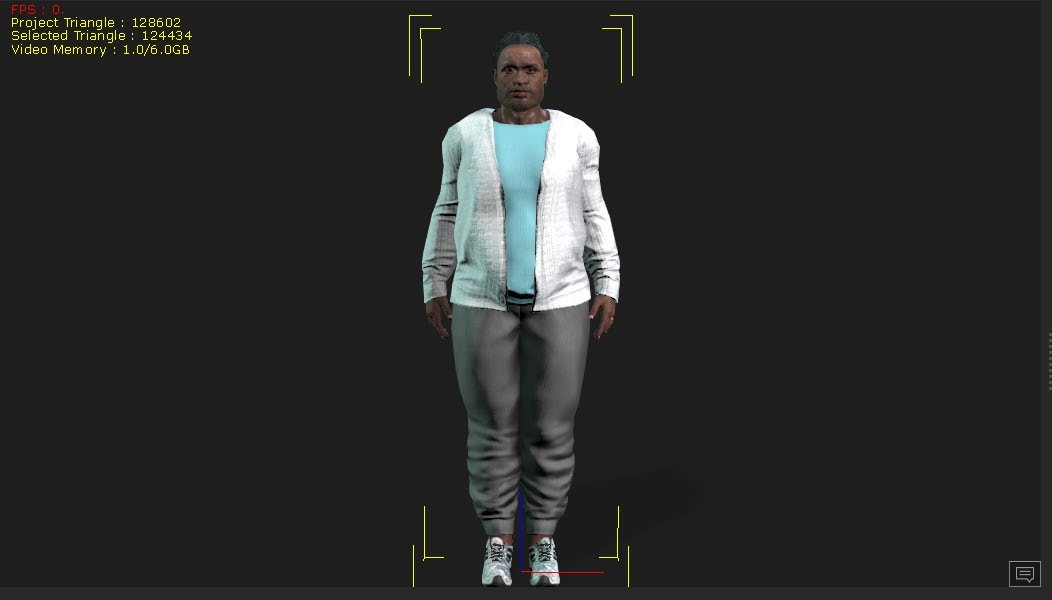 FPS : 0.
Project Triangle : 128602
Selected Triangle : 124434
Video Memory : 1.0/6.0GB